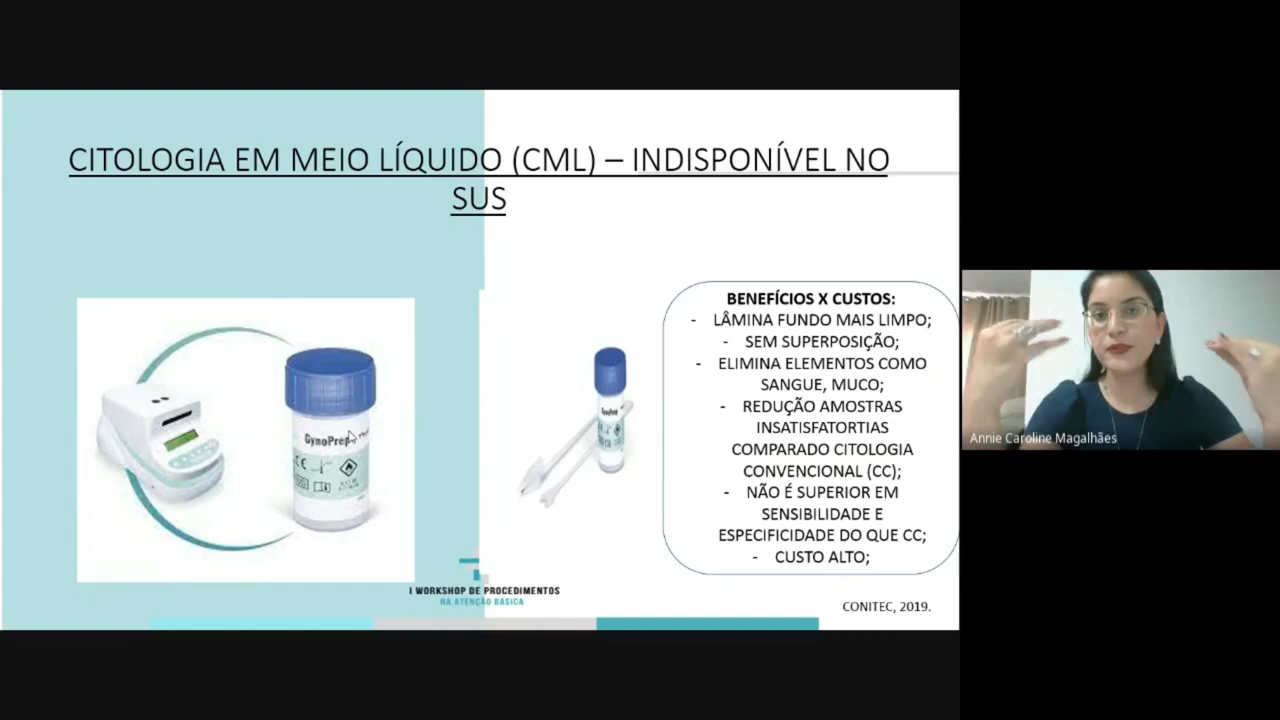 CITOLOGIA EM MEIO LÍQUIDO (CML) – INDISPONÍVEL NO
SUS
BENEFÍCIOS X CUSTOS:
- LÂMINA FUNDO MAIS LIMPO;
- SEM SUPERPOSIÇÃO;
- ELIMINA ELEMENTOS COMO
SANGUE, MUCO;
- REDUÇÃO AMOSTRAS
INSATISFATORTIAS
COMPARADO CITOLOGIA
CONVENCIONAL (CC);
- NÃO É SUPERIOR EM
SENSIBILIDADE E
ESPECIFICIDADE DO QUE CC;
- CUSTO ALTO;
GynoPrep
GynoPrep
I WORKSHOP DE PROCEDIMENTOS
NA ATENÇÃO BÁSICA
CONITEC, 2019.
Annie Caroline Magalhães